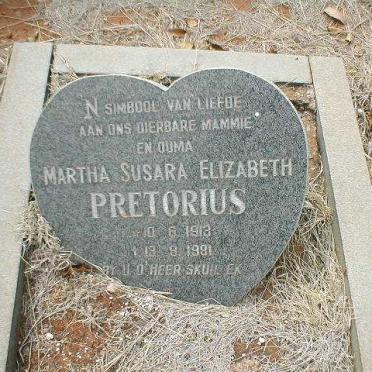 'N SIMBOOL VAN LIEFDE
AAN ONS DIERBARE MAMMIE
EN OUMA
MARTHA SUSARA ELIZABETH
PRETORIUS
* 10.6.1913
† 13.9.1981
BY U O HEER SKUIL EK